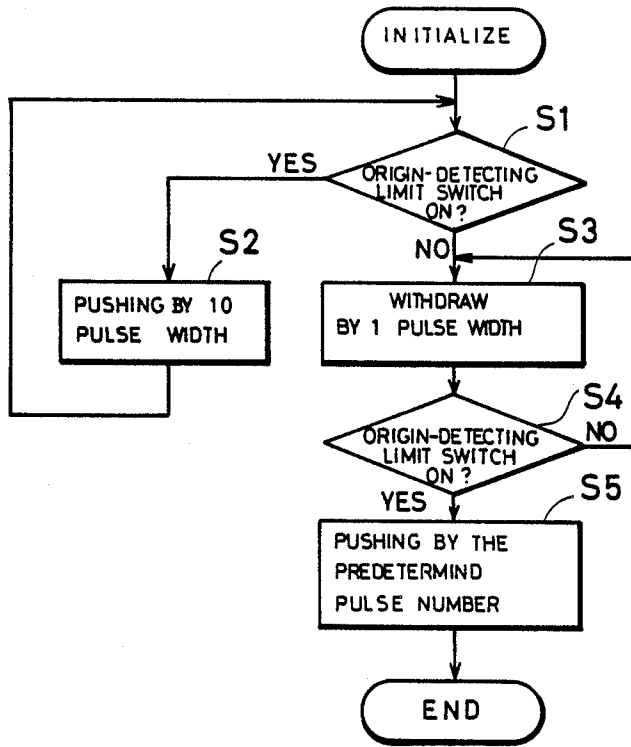 INITIALIZE
S1
YES
ORIGIN-DETECTING
LIMIT SWITCH
ON?
NO
S2
S3
PUSHING BY 10
PULSE WIDTH
WITHDRAW
BY 1 PULSE WIDTH
S4
ORIGIN-DETECTING
LIMIT SWITCH
ON?
NO
YES
S5
PUSHING BY THE
PREDETERMIND
PULSE NUMBER
END